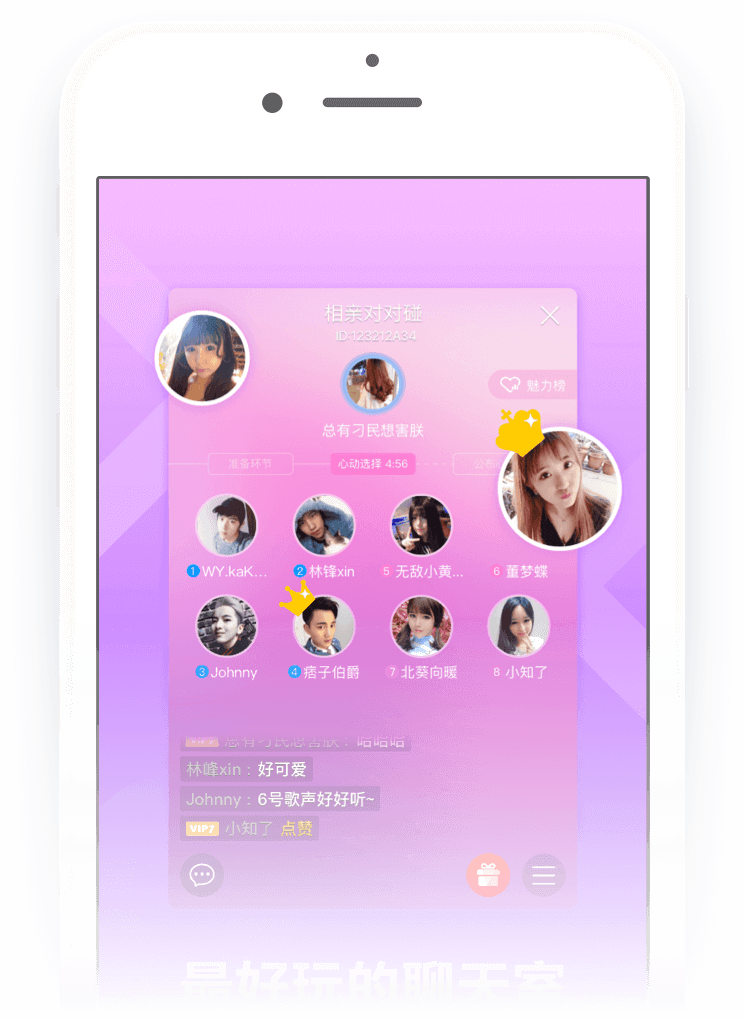 相亲对对碰
ID:123212A34
魅力榜
总有刁民想害朕
准备环节 心动选择 4:56 公布
1 WY.kaK... 2 林锋xin 5 无敌小黄... 6 董梦蝶
3 Johnny 4 痞子伯爵 7 北葵向暖 8 小知了
总有刁民想害朕：哈哈哈
林峰xin：好可爱
Johnny：6号歌声好好听~
VIP7 小知了 点赞
最好玩的聊天室